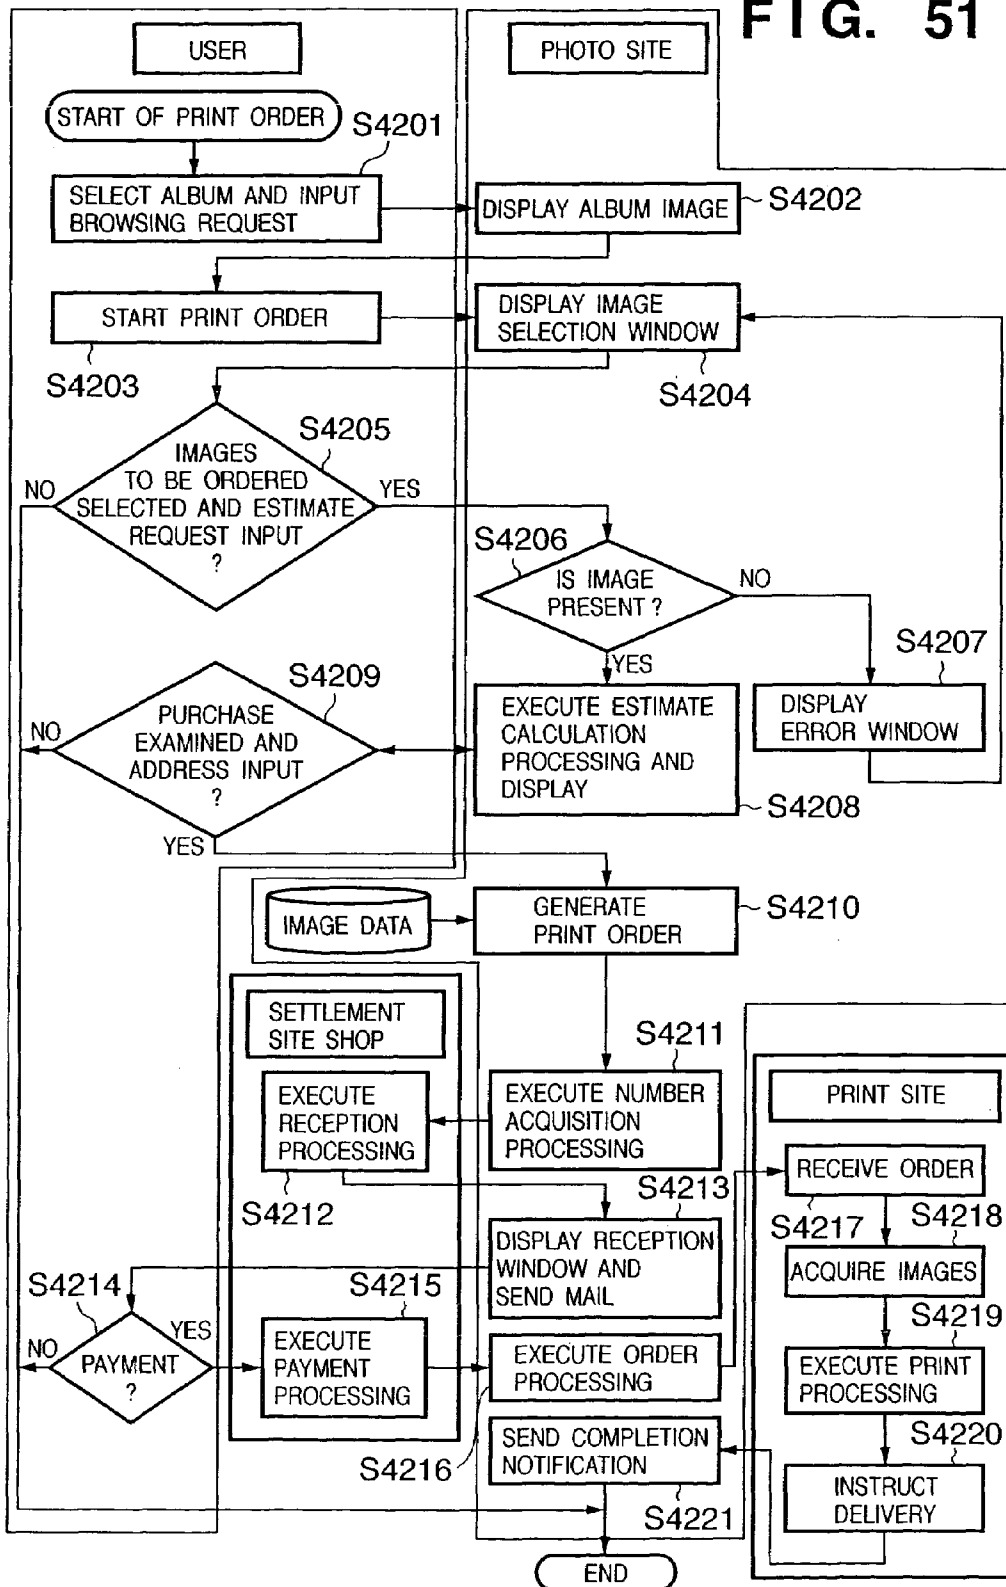 FIG. 51
USER
PHOTO SITE
START OF PRINT ORDER
S4201
SELECT ALBUM AND INPUT
BROWSING REQUEST
DISPLAY ALBUM IMAGE
S4202
START PRINT ORDER
S4203
DISPLAY IMAGE
SELECTION WINDOW
S4204
S4205
IMAGES
TO BE ORDERED
SELECTED AND ESTIMATE
REQUEST INPUT
?
NO
YES
S4206
IS IMAGE
PRESENT ?
NO
YES
S4207
DISPLAY
ERROR WINDOW
S4209
PURCHASE
EXAMINED AND
ADDRESS INPUT
?
NO
YES
EXECUTE ESTIMATE
CALCULATION
PROCESSING AND
DISPLAY
S4208
IMAGE DATA
GENERATE
PRINT ORDER
S4210
SETTLEMENT
SITE SHOP
S4211
EXECUTE
RECEPTION
PROCESSING
S4212
EXECUTE NUMBER
ACQUISITION
PROCESSING
S4213
DISPLAY RECEPTION
WINDOW AND
SEND MAIL
S4214
PAYMENT
?
NO
YES
S4215
EXECUTE
PAYMENT
PROCESSING
EXECUTE ORDER
PROCESSING
S4216
SEND COMPLETION
NOTIFICATION
S4221
PRINT SITE
RECEIVE ORDER
S4217
S4218
ACQUIRE IMAGES
S4219
EXECUTE PRINT
PROCESSING
S4220
INSTRUCT
DELIVERY
END